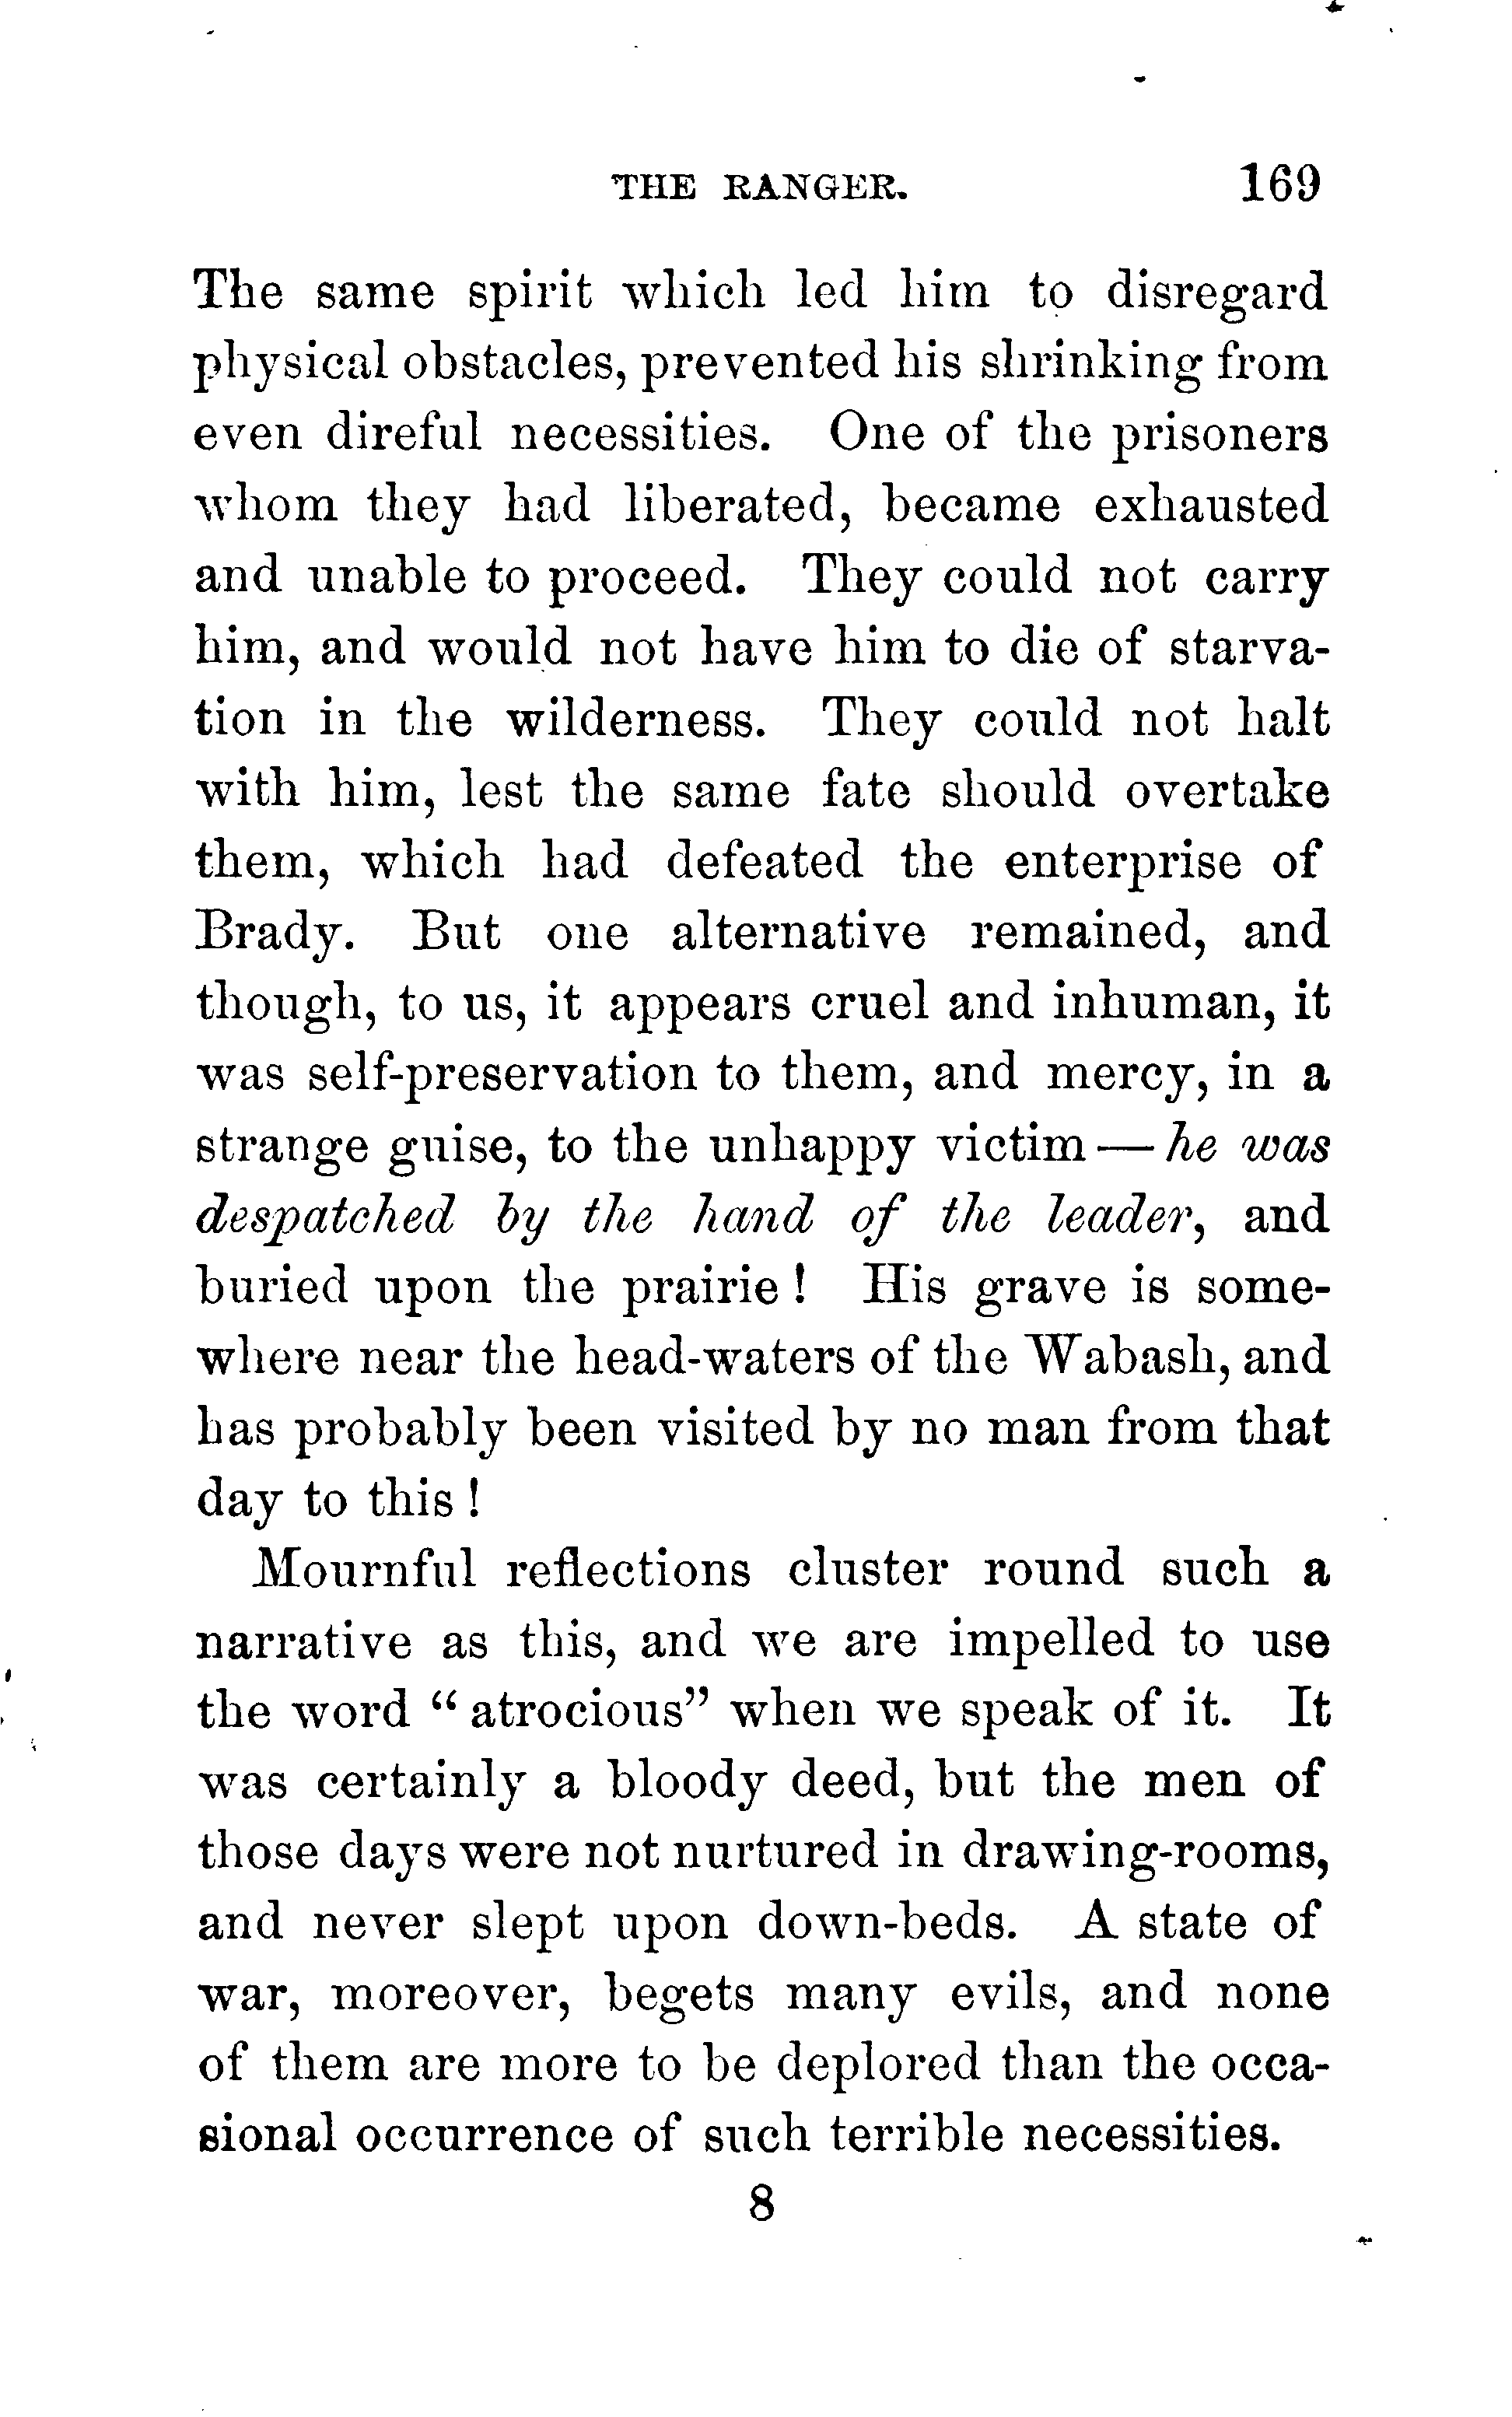 THE RANGER. 169
The same spirit which led him to disregard
physical obstacles, prevented his shrinking from
even direful necessities. One of the prisoners
whom they had liberated, became exhausted
and unable to proceed. They could not carry
him, and would not have him to die of starva-
tion in the wilderness. They could not halt
with him, lest the same fate should overtake
them, which had defeated the enterprise of
Brady. But one alternative remained, and
though, to us, it appears cruel and inhuman, it
was self-preservation to them, and mercy, in a
strange guise, to the unhappy victim — he was
despatched by the hand of the leader, and
buried upon the prairie! His grave is some-
where near the head-waters of the Wabash, and
has probably been visited by no man from that
day to this!
Mournful reflections cluster round such a
narrative as this, and we are impelled to use
the word "atrocious" when we speak of it. It
was certainly a bloody deed, but the men of
those days were not nurtured in drawing-rooms,
and never slept upon down-beds. A state of
war, moreover, begets many evils, and none
of them are more to be deplored than the occa-
sional occurrence of such terrible necessities.
8